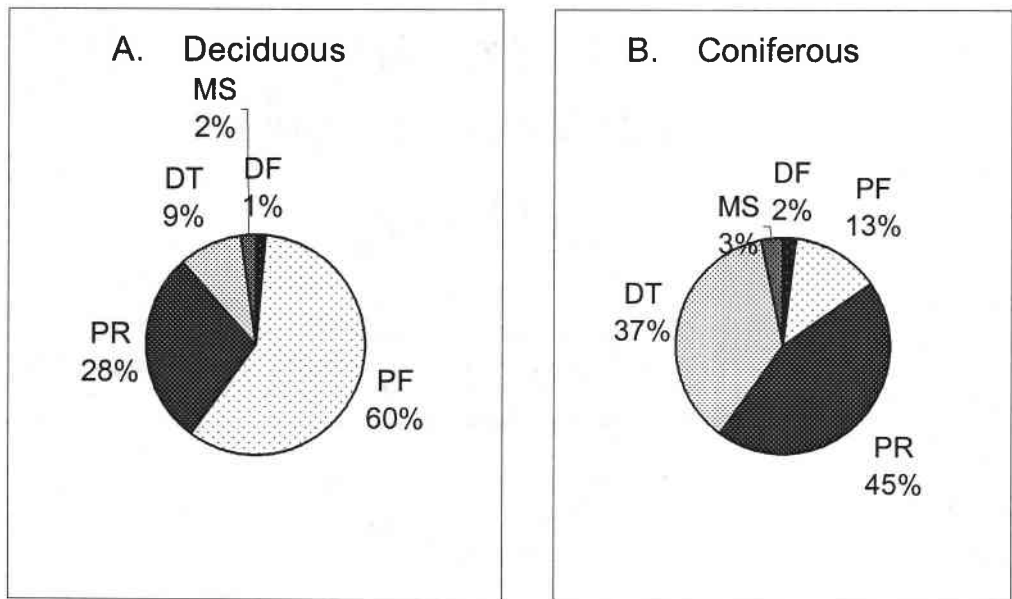 A. Deciduous
MS
2%
DT
9%
DF
1%
PR
28%
PF
60%
B. Coniferous
DF
2%
PF
13%
MS
3%
DT
37%
PR
45%